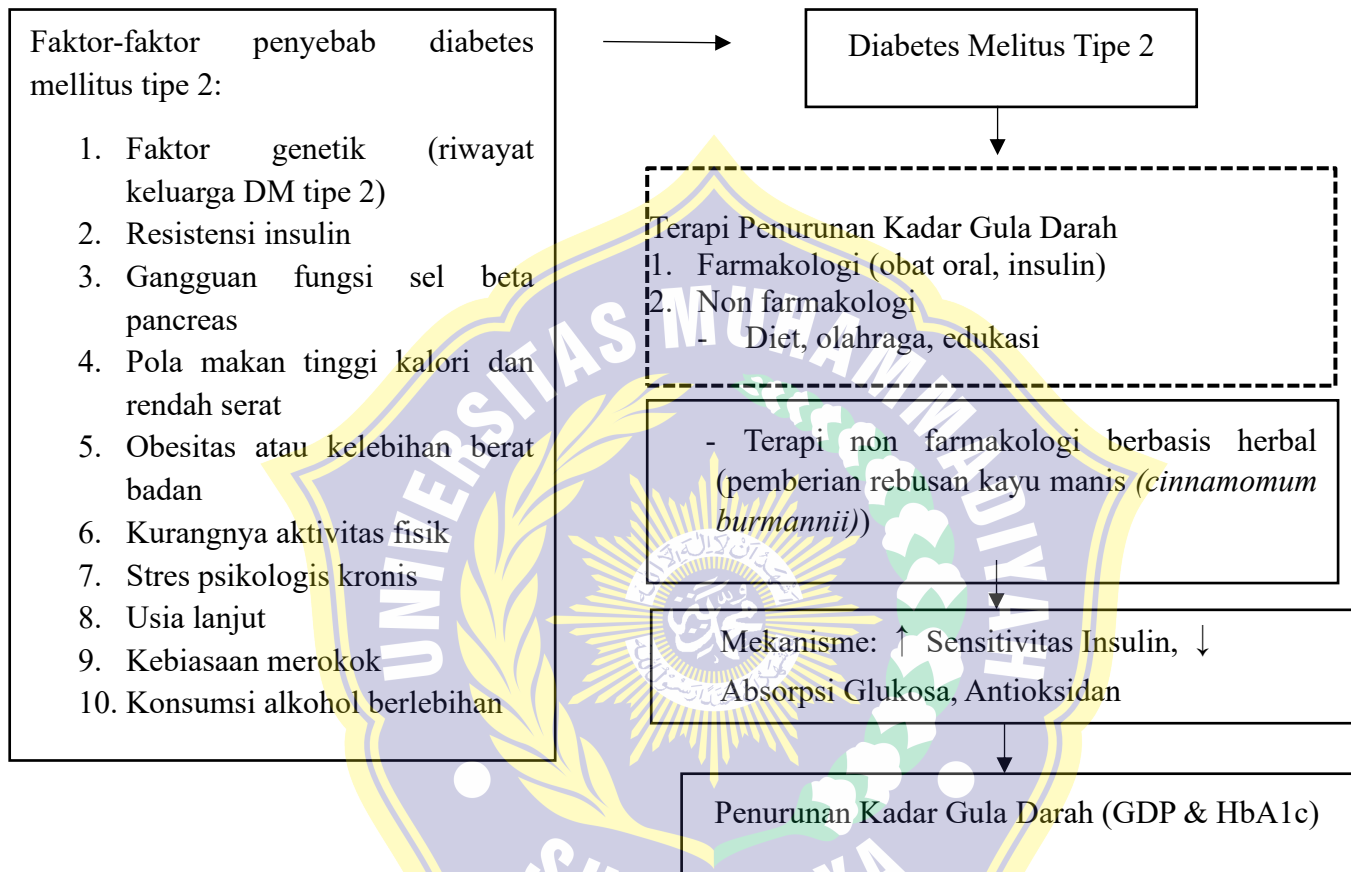 Faktor-faktor penyebab diabetes
mellitus tipe 2:
1. Faktor genetik (riwayat
keluarga DM tipe 2)
2. Resistensi insulin
3. Gangguan fungsi sel beta
pancreas
4. Pola makan tinggi kalori dan
rendah serat
5. Obesitas atau kelebihan berat
badan
6. Kurangnya aktivitas fisik
7. Stres psikologis kronis
8. Usia lanjut
9. Kebiasaan merokok
10. Konsumsi alkohol berlebihan
Diabetes Melitus Tipe 2
Terapi Penurunan Kadar Gula Darah
1. Farmakologi (obat oral, insulin)
2. Non farmakologi
- Diet, olahraga, edukasi
- Terapi non farmakologi berbasis herbal
(pemberian rebusan kayu manis (cinnamomum
burmannii))
Mekanisme: ↑ Sensitivitas Insulin, ↓
Absorpsi Glukosa, Antioksidan
Penurunan Kadar Gula Darah (GDP & HbA1c)
UNIVERSITAS MUHAMMADIYAH